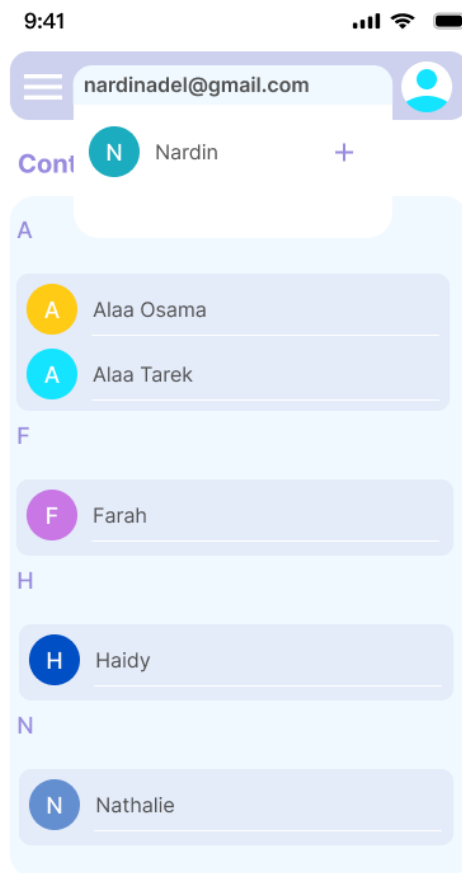 9:41
nardinadel@gmail.com
N Nardin +
Cont
A
A Alaa Osama
A Alaa Tarek
F
F Farah
H
H Haidy
N
N Nathalie